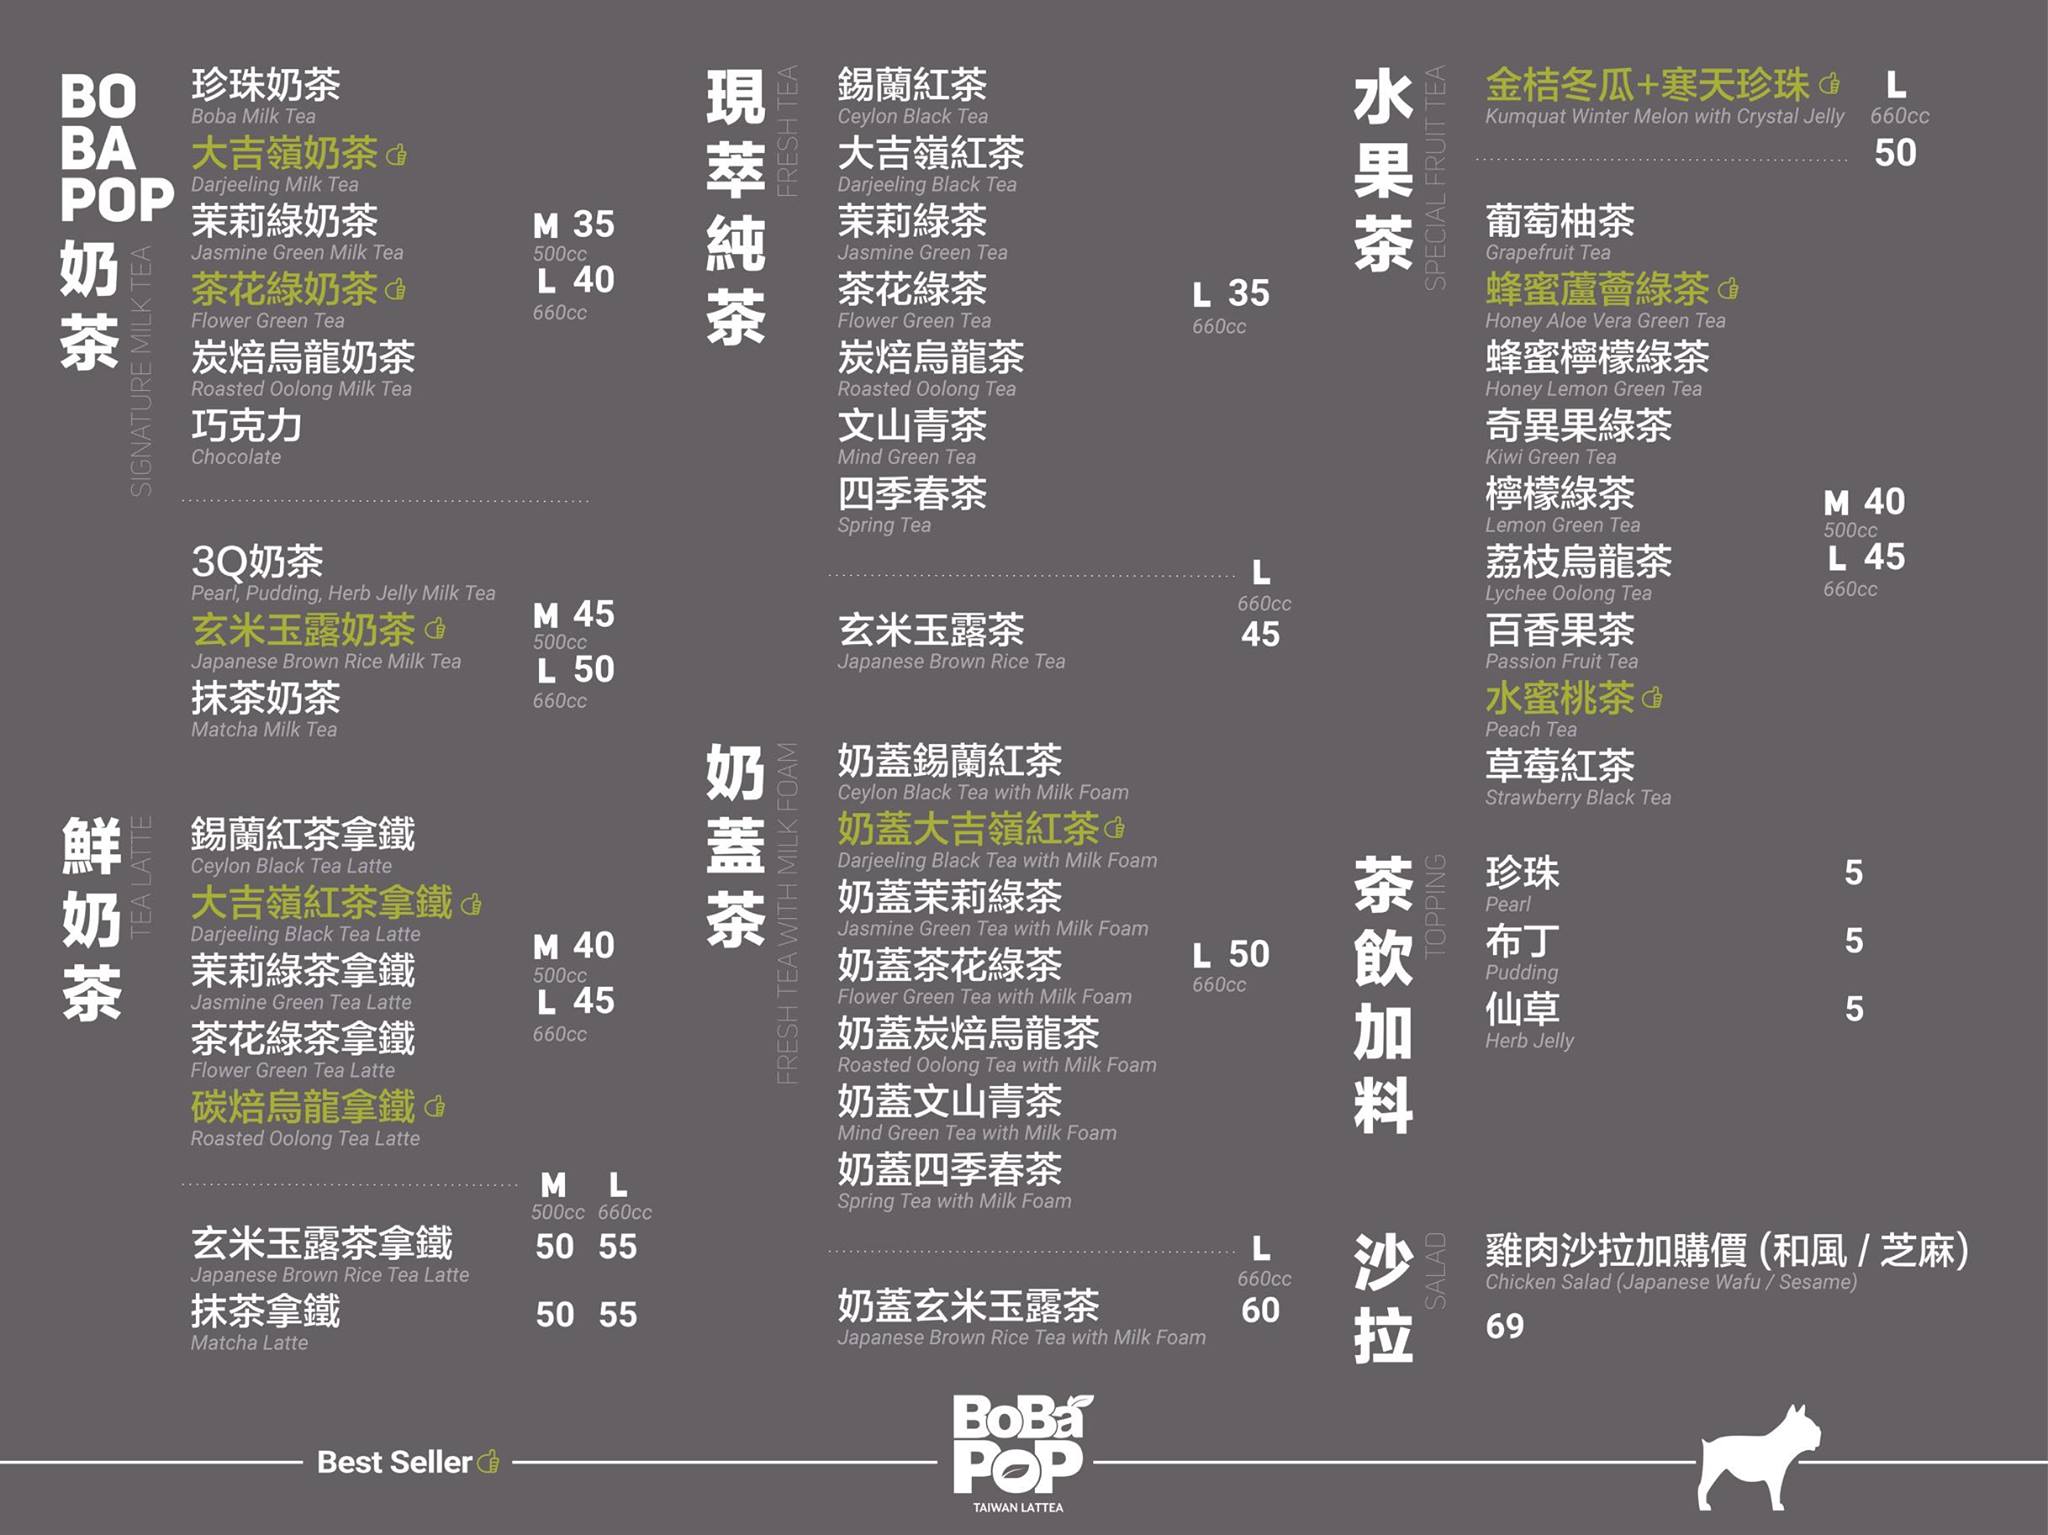 BO
BA
POP
奶茶
SIGNATURE MILK TEA
珍珠奶茶
Boba Milk Tea
大吉嶺奶茶
Darjeeling Milk Tea
茉莉綠奶茶
Jasmine Green Milk Tea
茶花綠奶茶
Flower Green Tea
炭焙烏龍奶茶
Roasted Oolong Milk Tea
巧克力
Chocolate
M 35
500cc
L 40
660cc
3Q奶茶
Pearl, Pudding, Herb Jelly Milk Tea
玄米玉露奶茶
Japanese Brown Rice Milk Tea
抹茶奶茶
Matcha Milk Tea
M 45
500cc
L 50
660cc
鮮奶茶
TEA LATTE
錫蘭紅茶拿鐵
Ceylon Black Tea Latte
大吉嶺紅茶拿鐵
Darjeeling Black Tea Latte
茉莉綠茶拿鐵
Jasmine Green Tea Latte
茶花綠茶拿鐵
Flower Green Tea Latte
碳焙烏龍拿鐵
Roasted Oolong Tea Latte
M 40
500cc
L 45
660cc
M L
500cc 660cc
玄米玉露茶拿鐵 50 55
Japanese Brown Rice Tea Latte
抹茶拿鐵 50 55
Matcha Latte
現萃純茶
FRESH TEA
錫蘭紅茶
Ceylon Black Tea
大吉嶺紅茶
Darjeeling Black Tea
茉莉綠茶
Jasmine Green Tea
茶花綠茶
Flower Green Tea
炭焙烏龍茶
Roasted Oolong Tea
文山青茶
Mind Green Tea
四季春茶
Spring Tea
L 35
660cc
L
660cc
玄米玉露茶 45
Japanese Brown Rice Tea
奶蓋茶
FRESH TEA WITH MILK FOAM
奶蓋錫蘭紅茶
Ceylon Black Tea with Milk Foam
奶蓋大吉嶺紅茶
Darjeeling Black Tea with Milk Foam
奶蓋茉莉綠茶
Jasmine Green Tea with Milk Foam
奶蓋茶花綠茶
Flower Green Tea with Milk Foam
奶蓋炭焙烏龍茶
Roasted Oolong Tea with Milk Foam
奶蓋文山青茶
Mind Green Tea with Milk Foam
奶蓋四季春茶
Spring Tea with Milk Foam
L 50
660cc
L
660cc
奶蓋玄米玉露茶 60
Japanese Brown Rice Tea with Milk Foam
水果茶
SPECIAL FRUIT TEA
金桔冬瓜+寒天珍珠
Kumquat Winter Melon with Crystal Jelly
L
660cc
50
葡萄柚茶
Grapefruit Tea
蜂蜜蘆薈綠茶
Honey Aloe Vera Green Tea
蜂蜜檸檬綠茶
Honey Lemon Green Tea
奇異果綠茶
Kiwi Green Tea
檸檬綠茶
Lemon Green Tea
荔枝烏龍茶
Lychee Oolong Tea
百香果茶
Passion Fruit Tea
水蜜桃茶
Peach Tea
草莓紅茶
Strawberry Black Tea
M 40
500cc
L 45
660cc
茶飲加料
TOPPING
珍珠 5
Pearl
布丁 5
Pudding
仙草 5
Herb Jelly
沙拉
SALAD
雞肉沙拉加購價 (和風 / 芝麻)
Chicken Salad (Japanese Wafu / Sesame)
69
Best Seller
BoBa
PoP
TAIWAN LATTEA